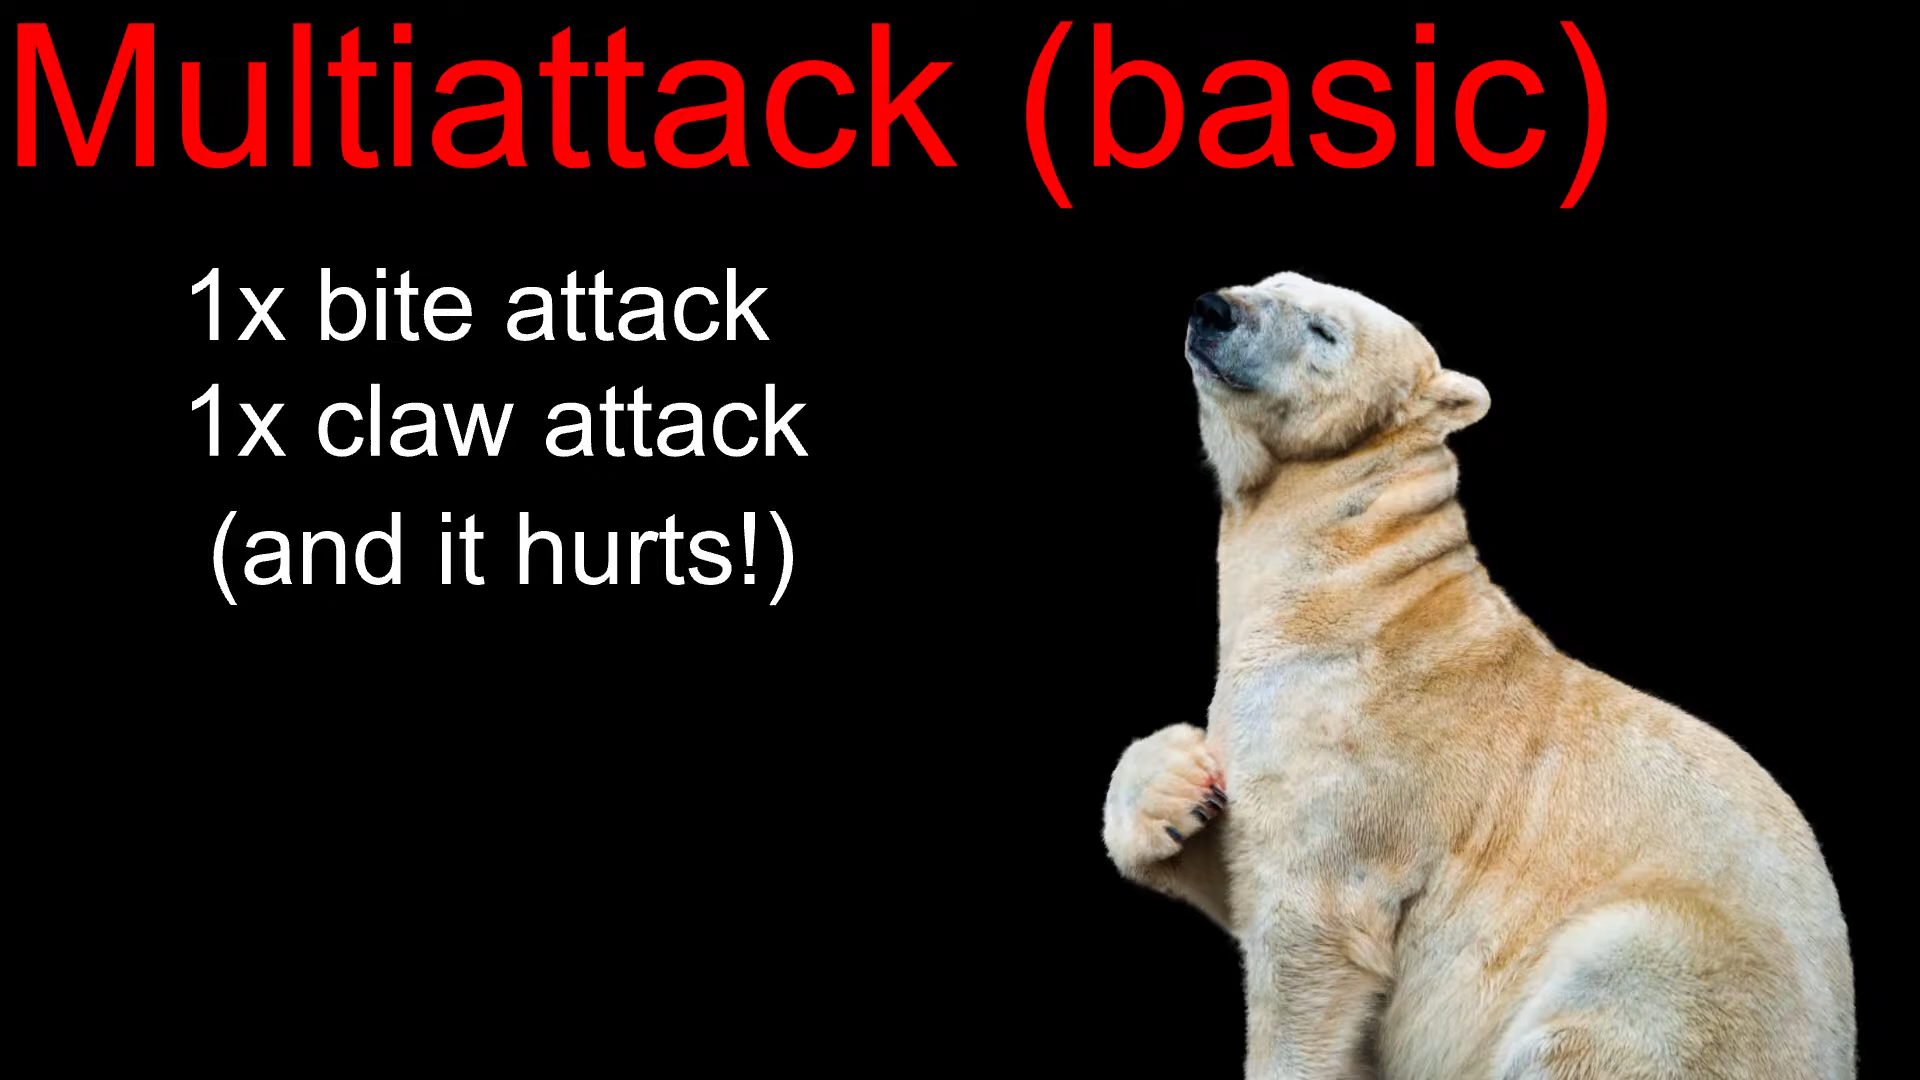 Multiattack (basic)
1x bite attack
1x claw attack
(and it hurts!)